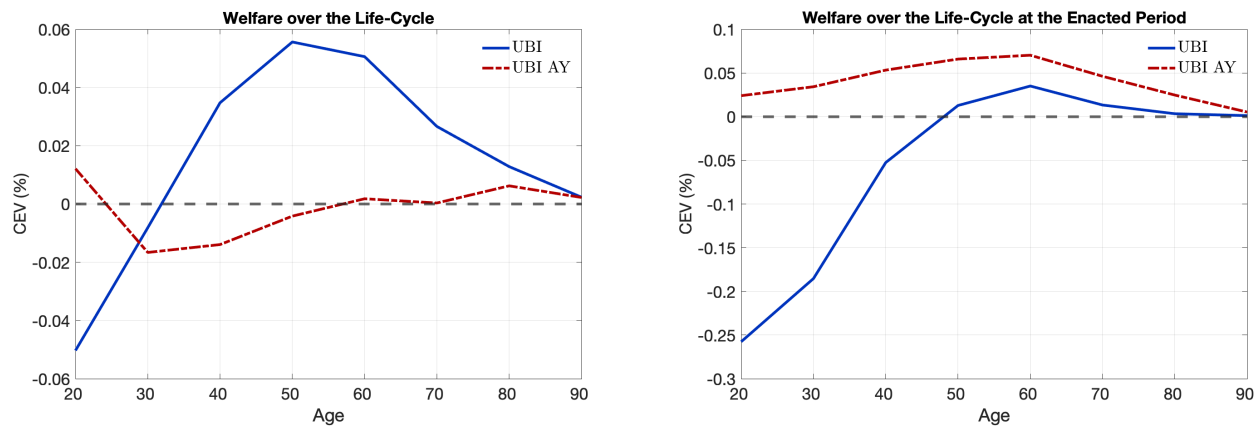 Welfare over the Life-Cycle
0.06
0.04
0.02
0
-0.02
-0.04
-0.06
CEV (%)
UBI
UBI AY
20 30 40 50 60 70 80 90
Age
Welfare over the Life-Cycle at the Enacted Period
0.1
0.05
0
-0.05
-0.1
-0.15
-0.2
-0.25
-0.3
CEV (%)
UBI
UBI AY
20 30 40 50 60 70 80 90
Age